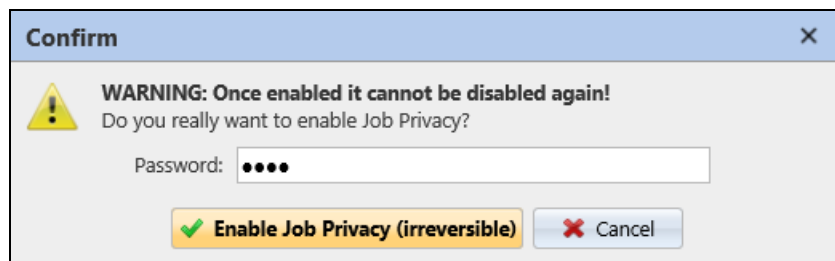 Confirm
WARNING: Once enabled it cannot be disabled again!
Do you really want to enable Job Privacy?
Password: ●●●●
Enable Job Privacy (irreversible) Cancel